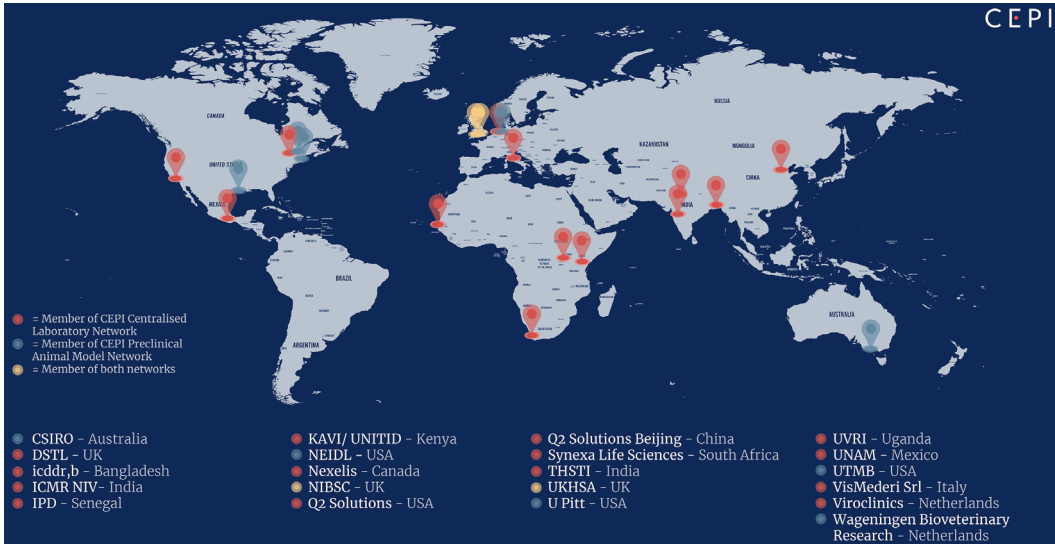 CEPI
CANADA
UNITED STATES
MEXICO
BRAZIL
ARGENTINA
RUSSIA
KAZAKHSTAN
MONGOLIA
CHINA
INDIA
AUSTRALIA
= Member of CEPI Centralised
Laboratory Network
= Member of CEPI Preclinical
Animal Model Network
= Member of both networks
CSIRO - Australia
DSTL - UK
icddr,b - Bangladesh
ICMR NIV- India
IPD - Senegal
KAVI/ UNITID - Kenya
NEIDL - USA
Nexelis - Canada
NIBSC - UK
Q2 Solutions - USA
Q2 Solutions Beijing - China
Synexa Life Sciences - South Africa
THSTI - India
UKHSA - UK
U Pitt - USA
UVRI - Uganda
UNAM - Mexico
UTMB - USA
VisMederi Srl - Italy
Viroclinics - Netherlands
Wageningen Bioveterinary
Research - Netherlands